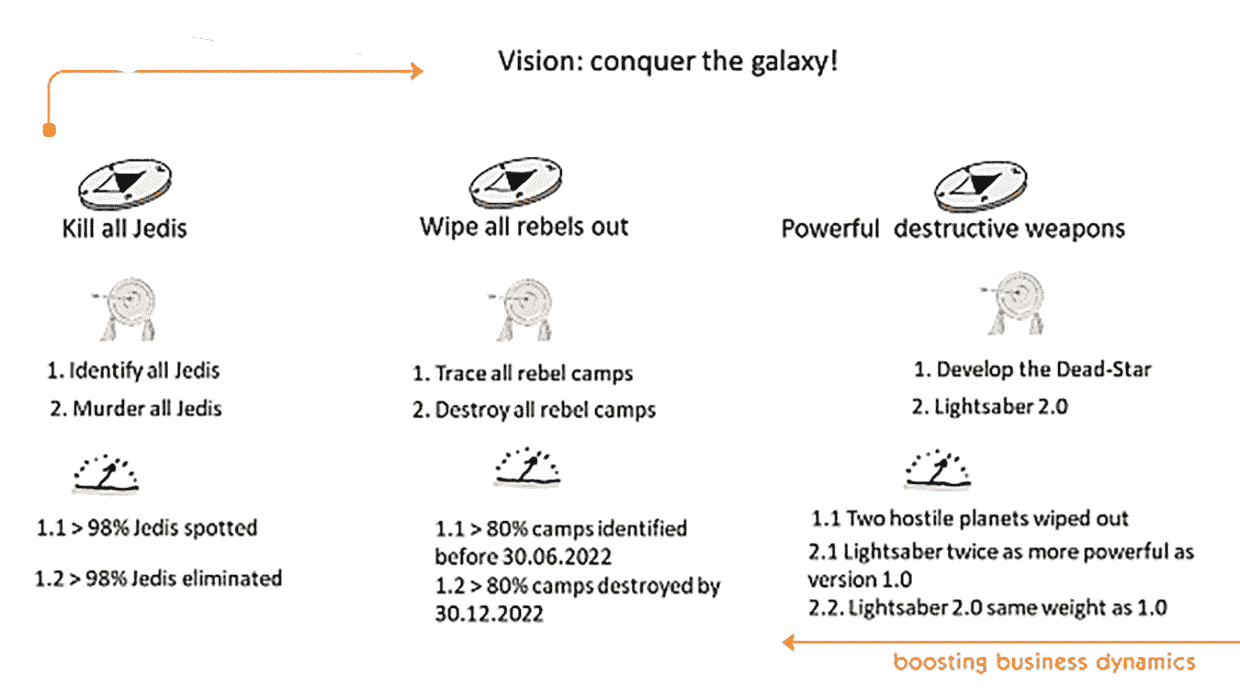 Vision: conquer the galaxy!
Kill all Jedis
Wipe all rebels out
Powerful destructive weapons
1. Identify all Jedis
2. Murder all Jedis
1. Trace all rebel camps
2. Destroy all rebel camps
1. Develop the Dead-Star
2. Lightsaber 2.0
1.1 > 98% Jedis spotted
1.2 > 98% Jedis eliminated
1.1 > 80% camps identified
before 30.06.2022
1.2 > 80% camps destroyed by
30.12.2022
1.1 Two hostile planets wiped out
2.1 Lightsaber twice as more powerful as
version 1.0
2.2. Lightsaber 2.0 same weight as 1.0
boosting business dynamics